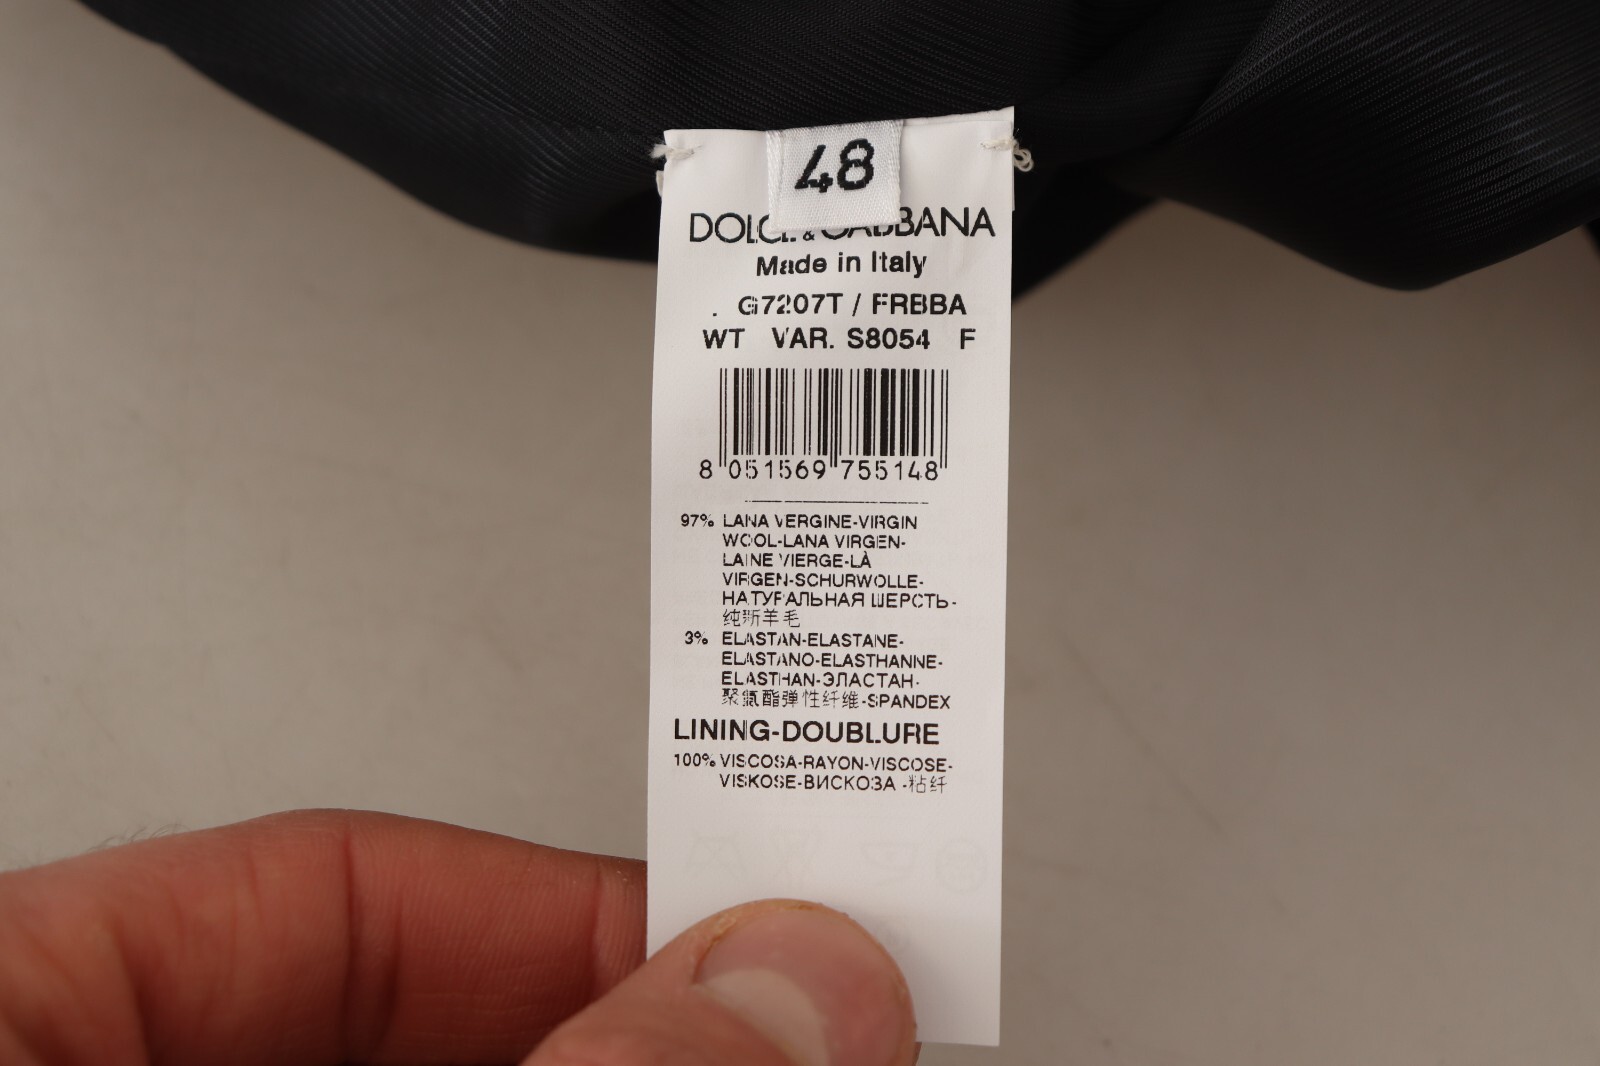 48
DOLCE & GABBANA
Made in Italy
. G7207T / FRBBA
WT VAR. S8054 F
8 051569 755148
97% LANA VERGINE-VIRGIN
WOOL-LANA VIRGEN-
LAINE VIERGE-LÀ
VIRGEN-SCHURWOLLE-
НАТУРАЛЬНАЯ ШЕРСТЬ-
纯新羊毛
3% ELASTAN-ELASTANE-
ELASTANO-ELASTHANNE-
ELASTHAN-ЭЛАСТАН-
聚氨酯弹性纤维-SPANDEX
LINING-DOUBLURE
100% VISCOSA-RAYON-VISCOSE-
VISKOSE-ВИСКОЗА -粘纤